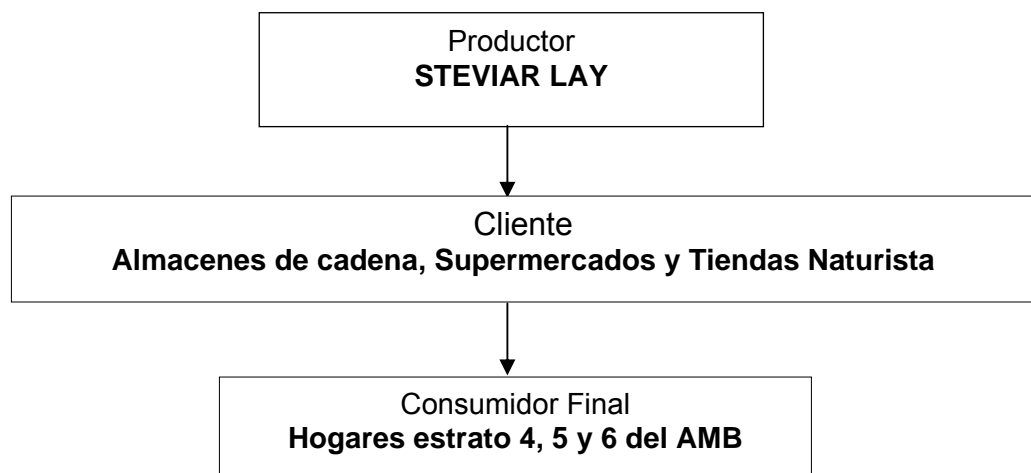 Productor
STEVIAR LAY
Cliente
Almacenes de cadena, Supermercados y Tiendas Naturista
Consumidor Final
Hogares estrato 4, 5 y 6 del AMB